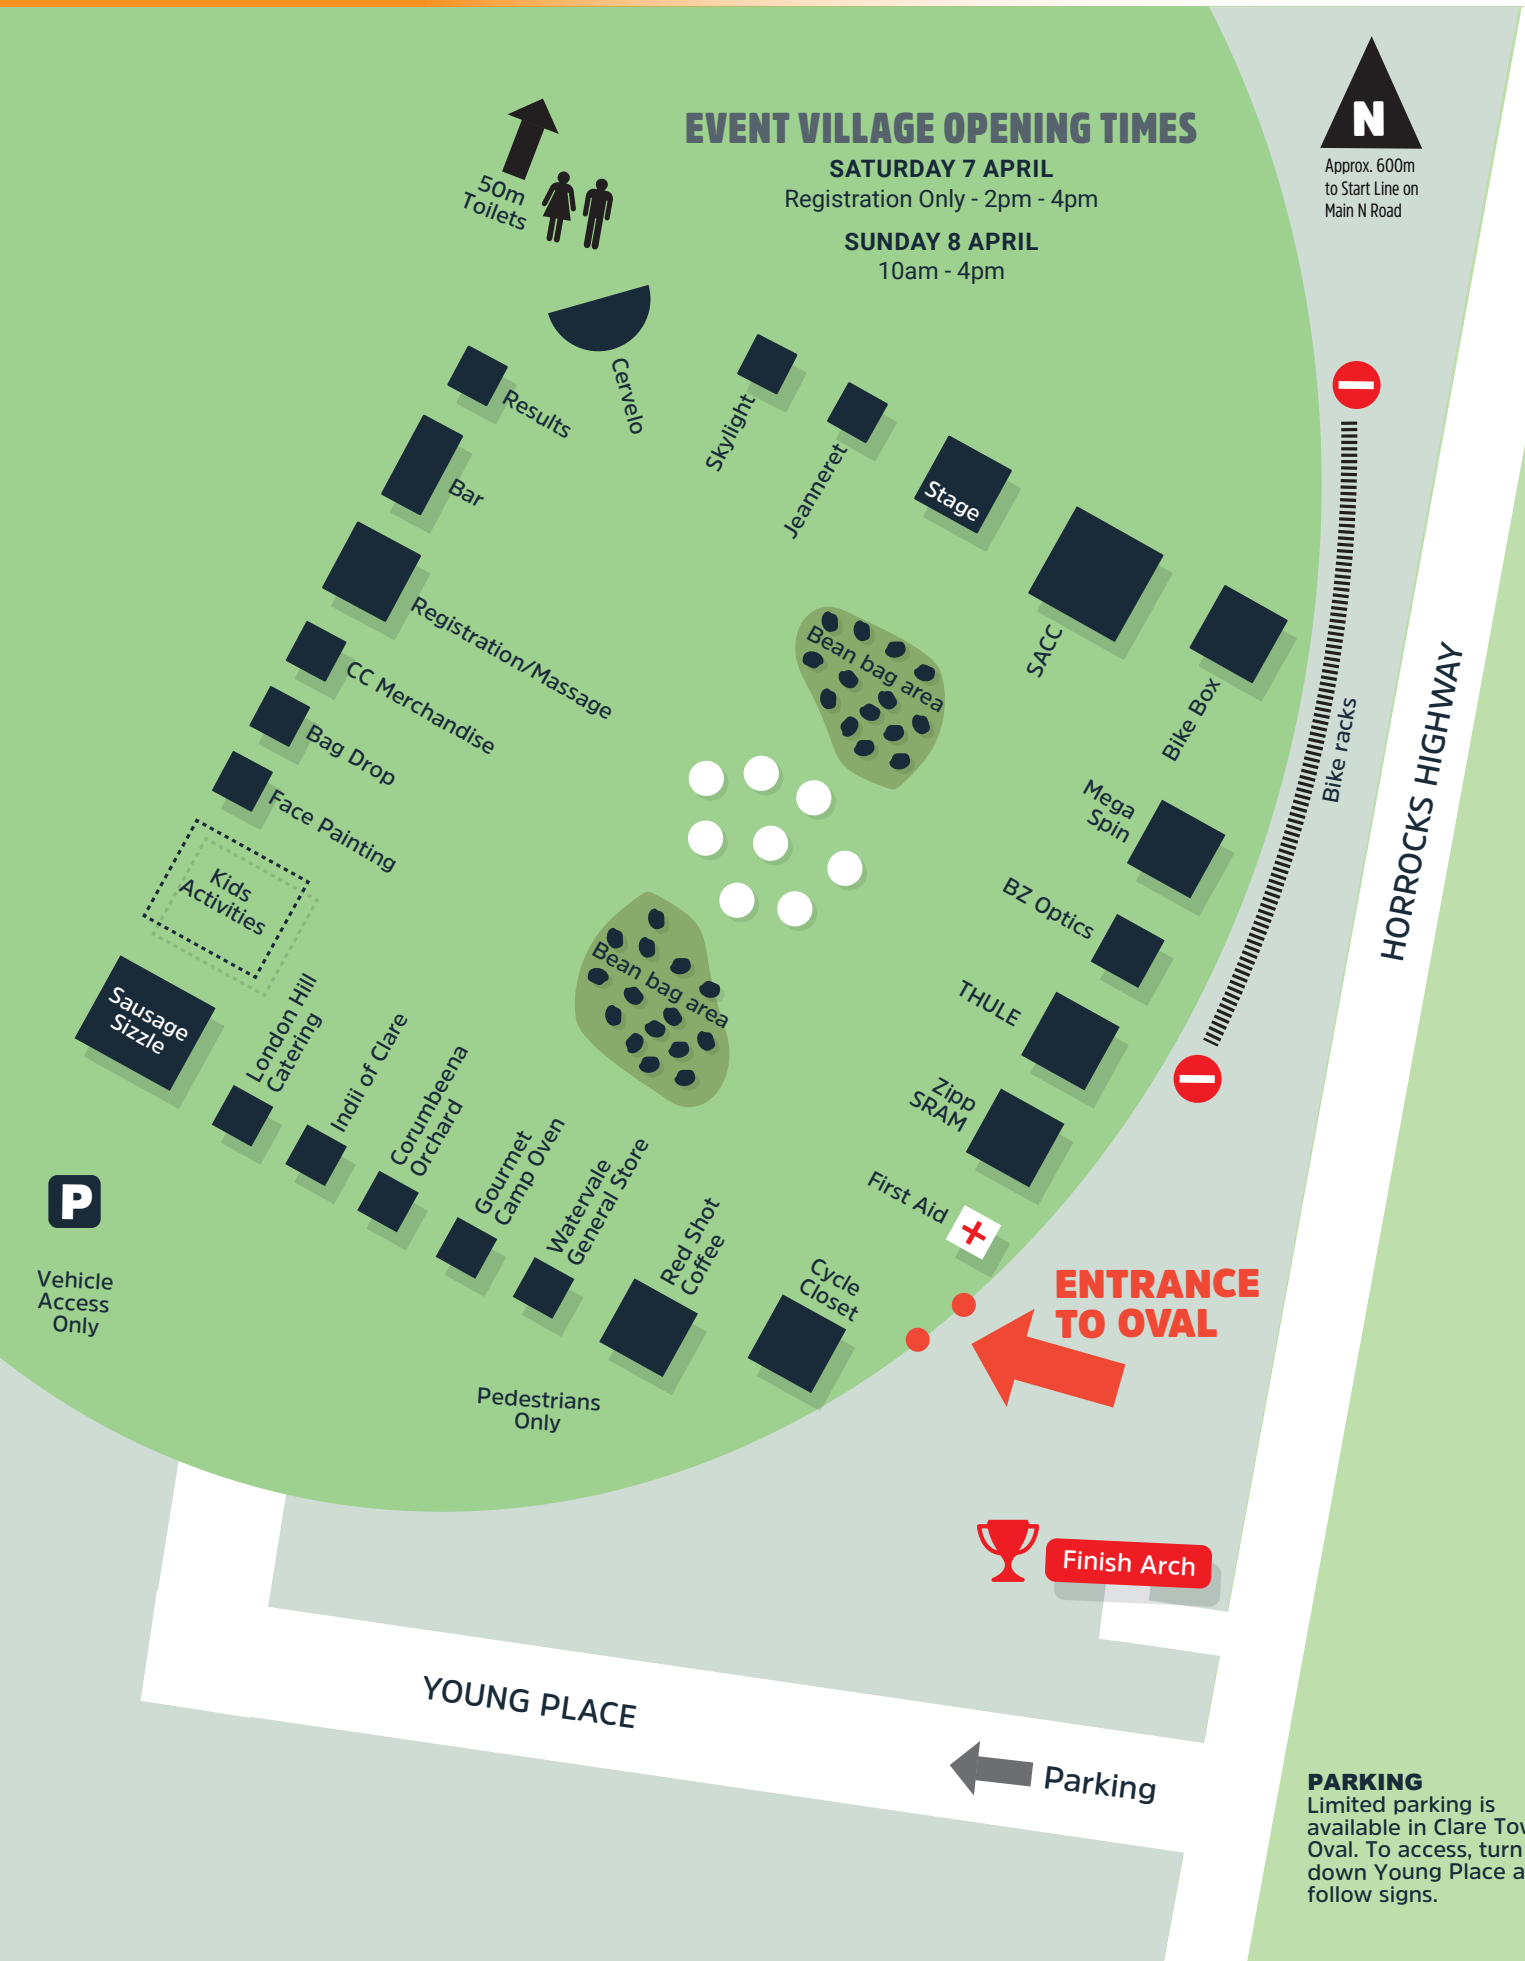 EVENT VILLAGE OPENING TIMES
SATURDAY 7 APRIL
Registration Only - 2pm - 4pm
SUNDAY 8 APRIL
10am - 4pm
N
Approx. 600m
to Start Line on
Main N Road
50m
Toilets
Cervelo
Results
Bar
Registration/Massage
CC Merchandise
Bag Drop
Face Painting
Kids
Activities
Sausage
Sizzle
Skylight
Jeanneret
Stage
SACC
Bike Box
Bike racks
HORROCKS HIGHWAY
Bean bag area
Mega
Spin
BZ Optics
THULE
Zipp
SRAM
First Aid
Bean bag area
London Hill
Catering
Indii of Clare
Corumbeena
Orchard
Gourmet
Camp Oven
Watervale
General Store
Red Shot
Coffee
Cycle
Closet
ENTRANCE
TO OVAL
P
Vehicle
Access
Only
Pedestrians
Only
Finish Arch
YOUNG PLACE
Parking
PARKING
Limited parking is
available in Clare
Oval. To access, turn
down Young Place
follow signs.